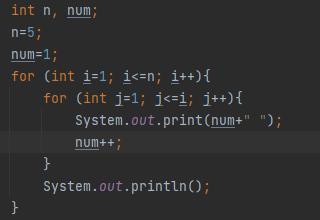 int n, num;
n=5;
num=1;
for (int i=1; i<=n; i++){
    for (int j=1; j<=i; j++){
        System.out.print(num+" ");
        num++;
    }
    System.out.println();
}